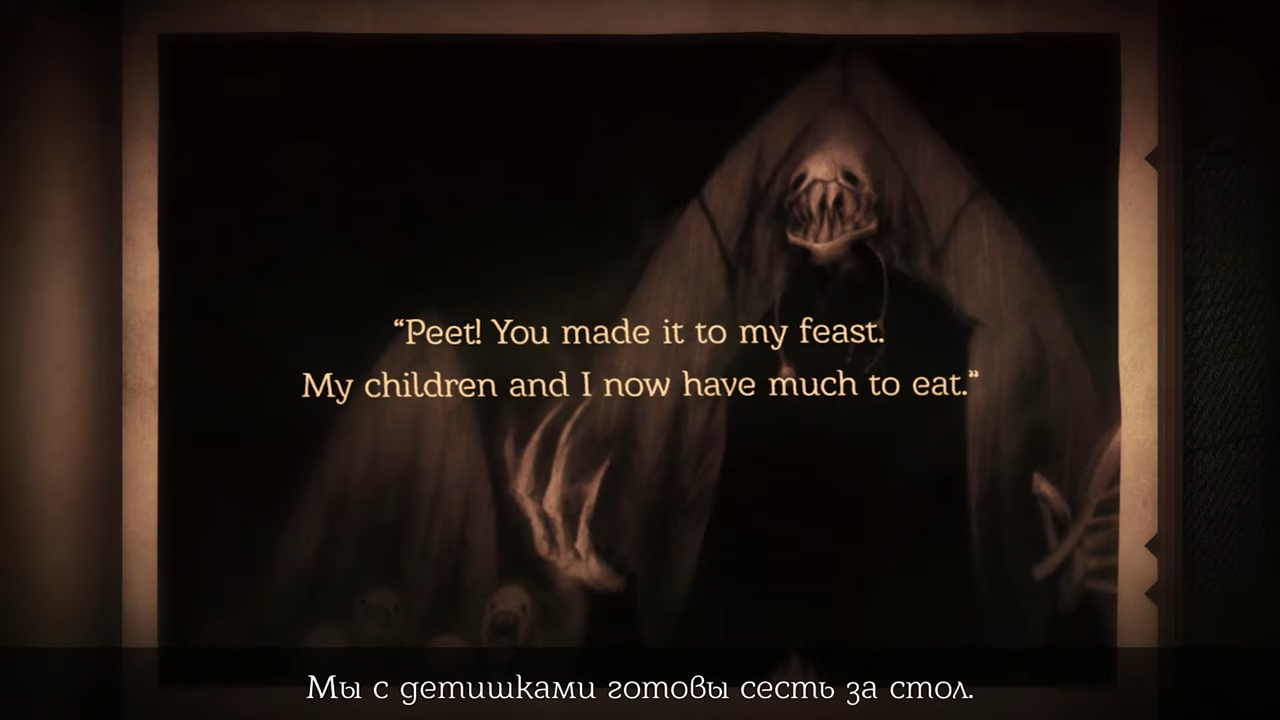 “Peet! You made it to my feast.
My children and I now have much to eat.”
Мы с детишками готовы сесть за стол.